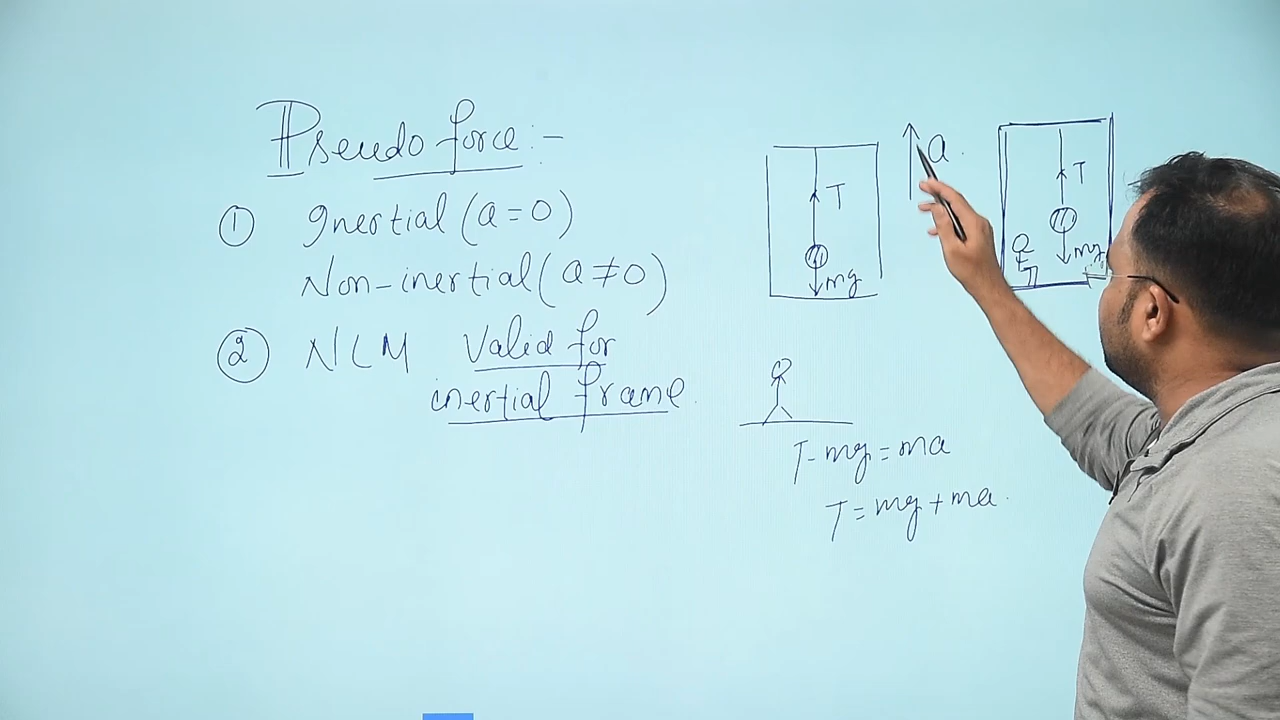 Pseudo force :-
① Inertial (a = 0)
Non-inertial (a ≠ 0)
② NLM Valid for
inertial frame.
T
mg
a.
T
mg
T - mg = ma
T = mg + ma.